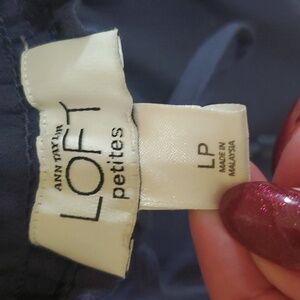 ANN TAYLOR
LOFT
petites
LP
MADE IN
MALAYSIA